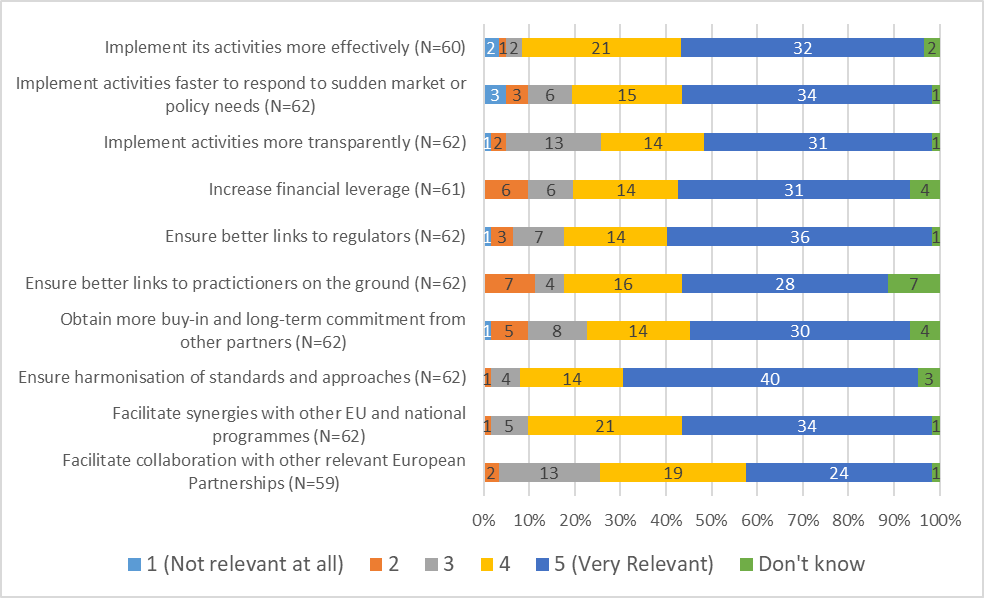 Implement its activities more effectively (N=60)
2 1 2 21 32 2
Implement activities faster to respond to sudden market or
policy needs (N=62)
3 3 6 15 34 1
Implement activities more transparently (N=62)
1 2 13 14 31 1
Increase financial leverage (N=61)
6 6 14 31 4
Ensure better links to regulators (N=62)
1 3 7 14 36 1
Ensure better links to practictioners on the ground (N=62)
7 4 16 28 7
Obtain more buy-in and long-term commitment from
other partners (N=62)
1 5 8 14 30 4
Ensure harmonisation of standards and approaches (N=62)
1 4 14 40 3
Facilitate synergies with other EU and national
programmes (N=62)
1 5 21 34 1
Facilitate collaboration with other relevant European
Partnerships (N=59)
2 13 19 24 1
0% 10% 20% 30% 40% 50% 60% 70% 80% 90% 100%
1 (Not relevant at all) 2 3 4 5 (Very Relevant) Don't know